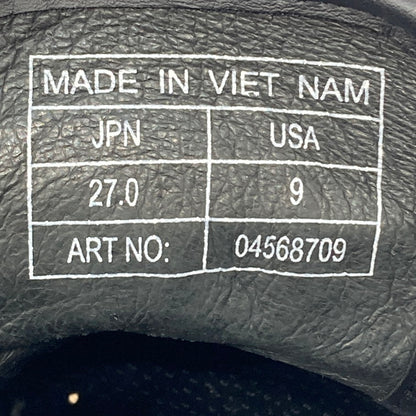 MADE IN VIET NAM
JPN USA
27.0 9
ART NO: 04568709